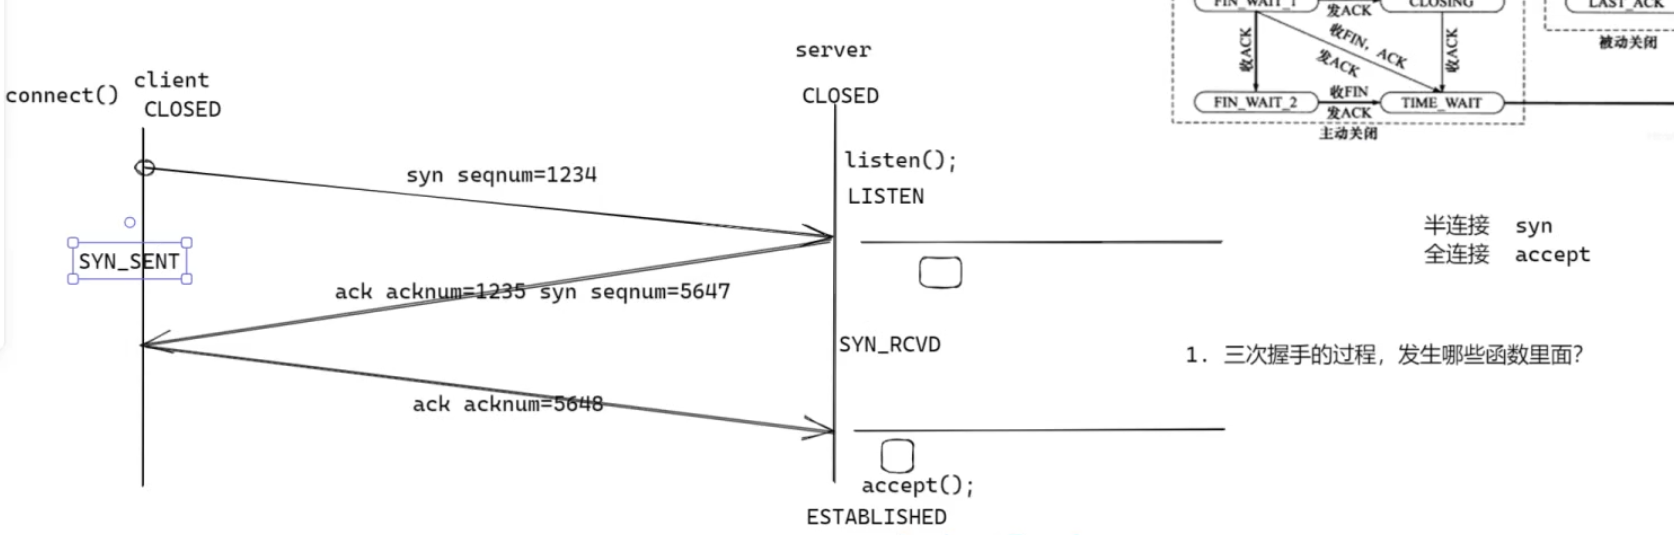 server
client
connect()
CLOSED
CLOSED
listen();
syn seqnum=1234
LISTEN
SYN_SENT
ack acknum=1235 syn seqnum=5647
SYN_RCVD
ack acknum=5648
accept();
ESTABLISHED
FIN_WAIT_1
发ACK
CLOSING
LAST_ACK
收ACK
收FIN, ACK
发ACK
收ACK
被动关闭
FIN_WAIT_2
收FIN
发ACK
TIME_WAIT
主动关闭
半连接 syn
全连接 accept
1. 三次握手的过程，发生哪些函数里面？